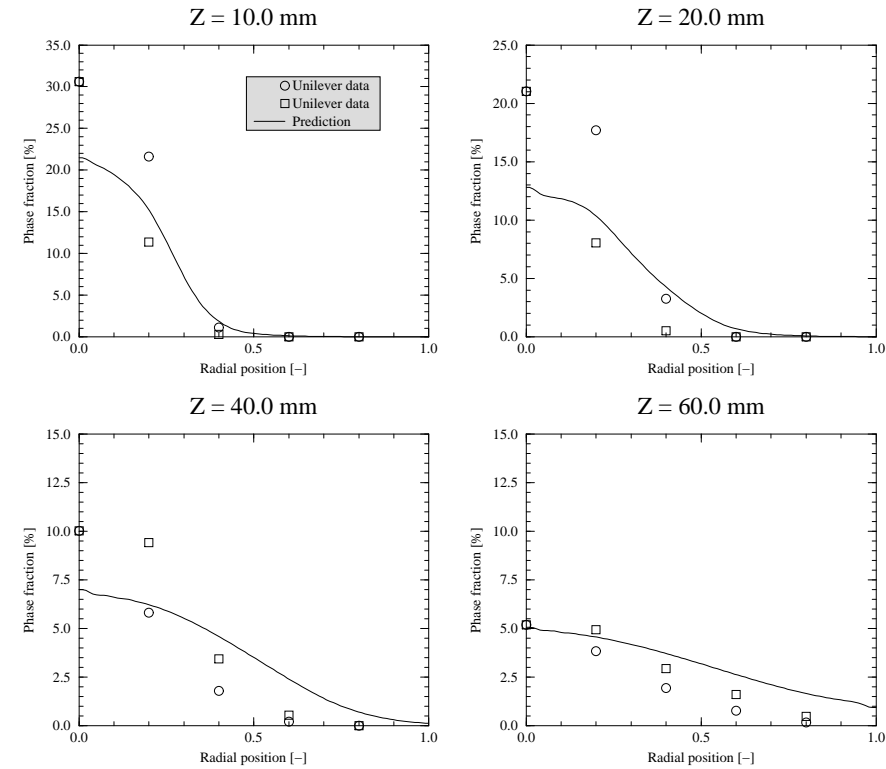 Z = 10.0 mm
35.0
30.0
25.0
20.0
15.0
10.0
5.0
0.0
Phase fraction [%]
Unilever data
Unilever data
Prediction
0.0 0.5 1.0
Radial position [−]
Z = 20.0 mm
25.0
20.0
15.0
10.0
5.0
0.0
Phase fraction [%]
0.0 0.5 1.0
Radial position [−]
Z = 40.0 mm
15.0
12.5
10.0
7.5
5.0
2.5
0.0
Phase fraction [%]
0.0 0.5 1.0
Radial position [−]
Z = 60.0 mm
15.0
12.5
10.0
7.5
5.0
2.5
0.0
Phase fraction [%]
0.0 0.5 1.0
Radial position [−]